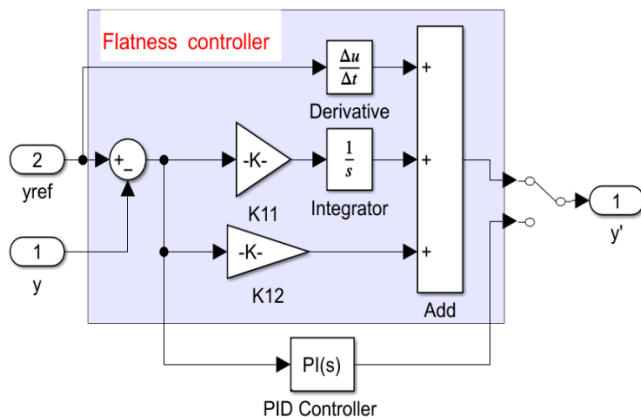 Flatness controller
Δu
Δt
+
Derivative
2
+
−
-K-
1
s
+
yref
K11
Integrator
1
y'
1
-K-
+
y
K12
Add
PI(s)
PID Controller